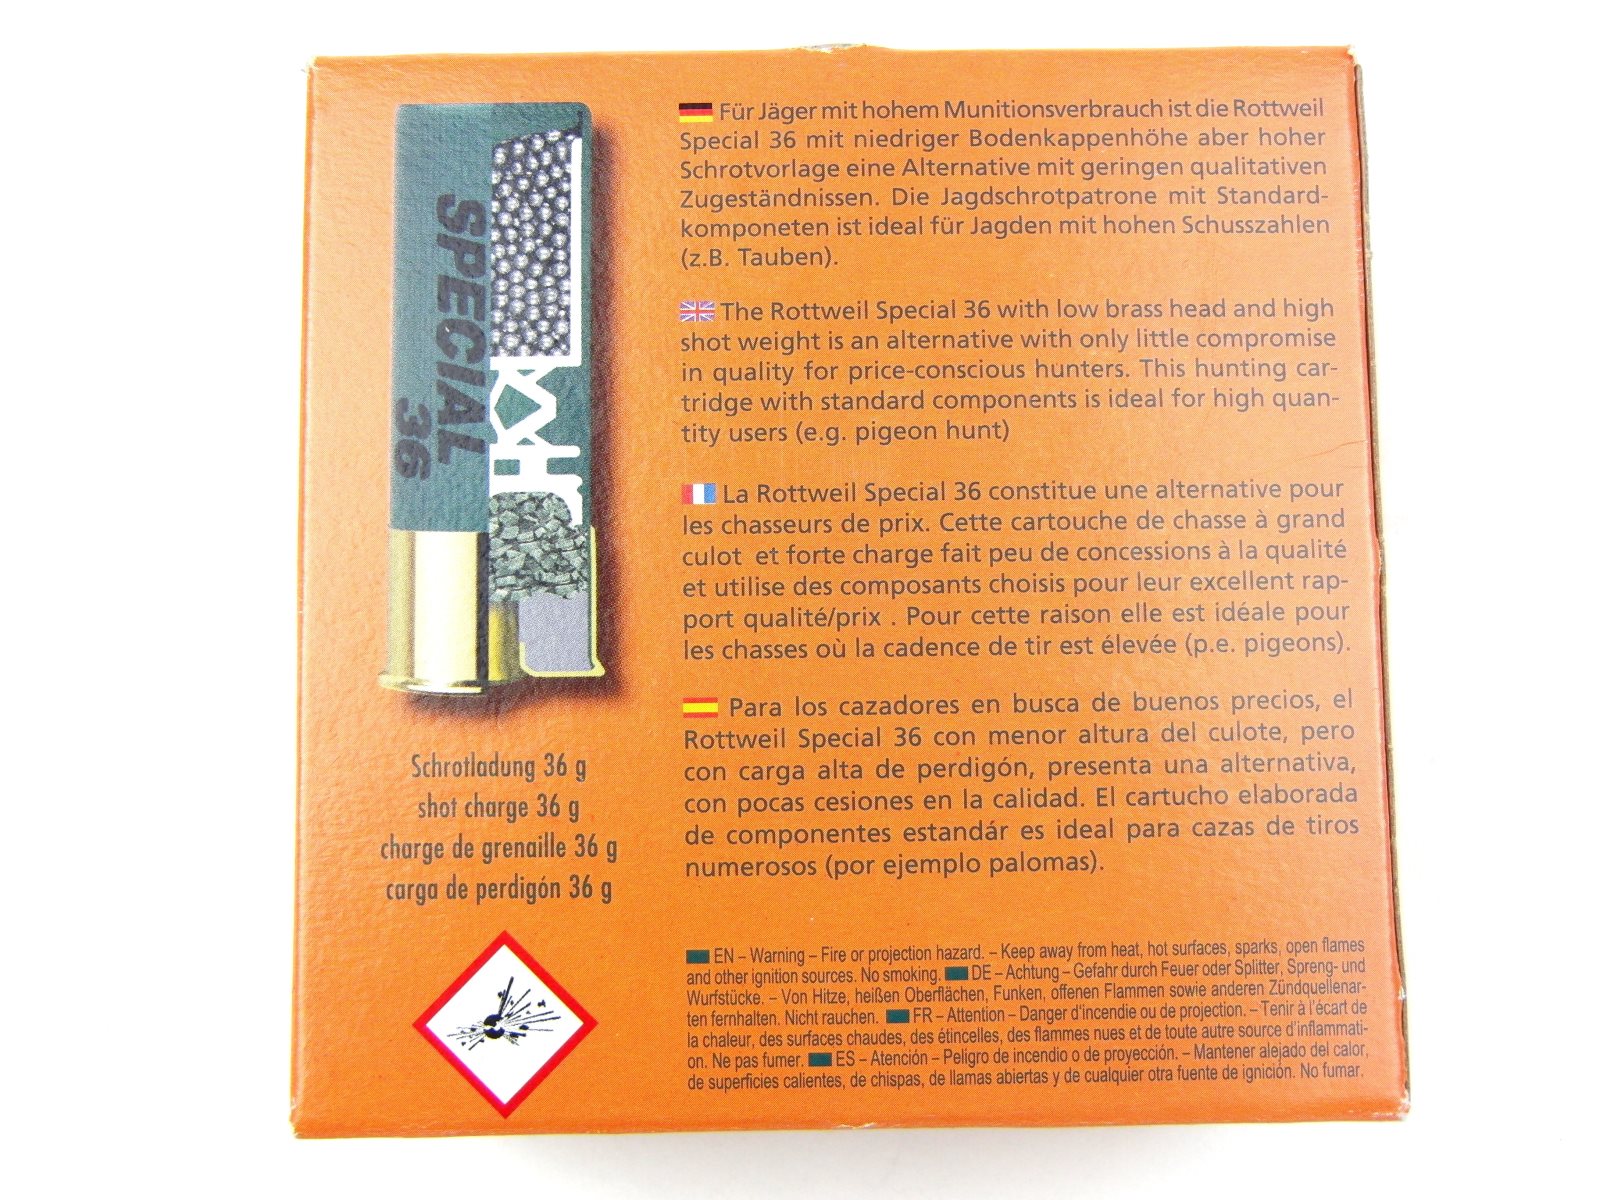 SPECIAL
36
Schrotladung 36 g
shot charge 36 g
charge de grenaille 36 g
carga de perdigón 36 g
Für Jäger mit hohem Munitionsverbrauch ist die Rottweil
Special 36 mit niedriger Bodenkappenhöhe aber hoher
Schrotvorlage eine Alternative mit geringen qualitativen
Zugeständnissen. Die Jagdschrotpatrone mit Standard-
komponeten ist ideal für Jagden mit hohen Schusszahlen
(z.B. Tauben).
The Rottweil Special 36 with low brass head and high
shot weight is an alternative with only little compromise
in quality for price-conscious hunters. This hunting car-
tridge with standard components is ideal for high quan-
tity users (e.g. pigeon hunt)
La Rottweil Special 36 constitue une alternative pour
les chasseurs de prix. Cette cartouche de chasse à grand
culot et forte charge fait peu de concessions à la qualité
et utilise des composants choisis pour leur excellent rap-
port qualité/prix . Pour cette raison elle est idéale pour
les chasses où la cadence de tir est élevée (p.e. pigeons).
Para los cazadores en busca de buenos precios, el
Rottweil Special 36 con menor altura del culote, pero
con carga alta de perdigón, presenta una alternativa,
con pocas cesiones en la calidad. El cartucho elaborada
de componentes estandár es ideal para cazas de tiros
numerosos (por ejemplo palomas).
EN – Warning – Fire or projection hazard. – Keep away from heat, hot surfaces, sparks, open flames
and other ignition sources. No smoking. DE – Achtung – Gefahr durch Feuer oder Splitter, Spreng- und
Wurfstücke. – Von Hitze, heißen Oberflächen, Funken, offenen Flammen sowie anderen Zündquellenar-
ten fernhalten. Nicht rauchen. FR – Attention – Danger d'incendie ou de projection. – Tenir à l'écart de
la chaleur, des surfaces chaudes, des étincelles, des flammes nues et de toute autre source d'inflammati-
on. Ne pas fumer. ES – Atención – Peligro de incendio o de proyección. – Mantener alejado del calor,
de superficies calientes, de chispas, de llamas abiertas y de cualquier otra fuente de ignición. No fumar.